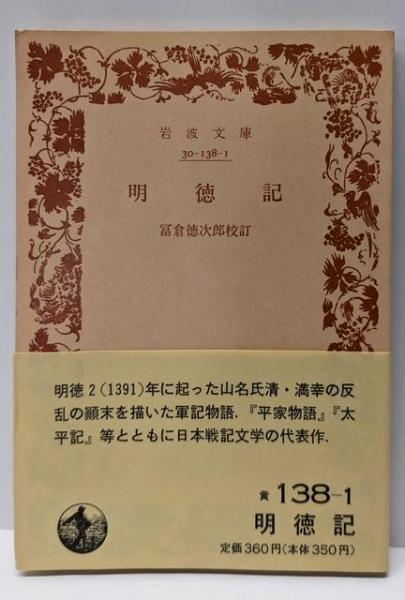 岩波文庫
30-138-1
明徳記
冨倉徳次郎校訂
明徳2(1391)年に起った山名氏清・満幸の反
乱の顚末を描いた軍記物語.『平家物語』『太
平記』等とともに日本戦記文学の代表作.
黄 138-1
明徳記
定価360円(本体350円)